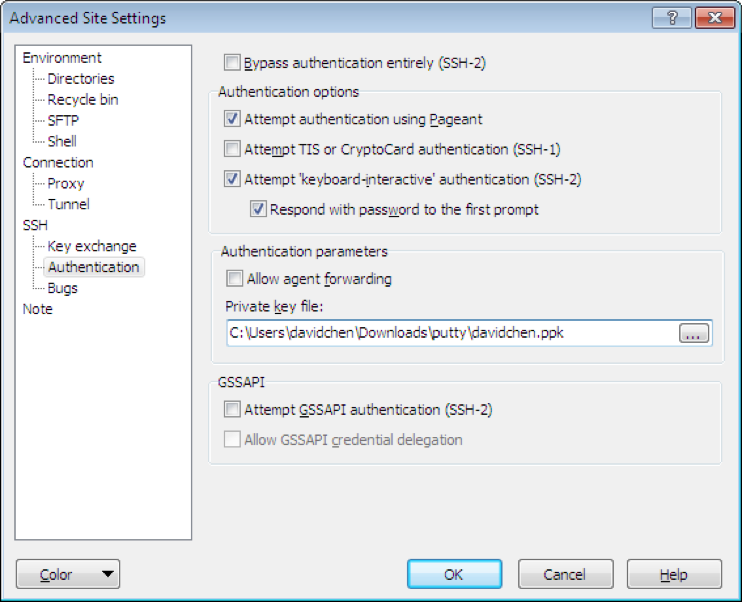 Advanced Site Settings
?
Environment
Directories
Recycle bin
SFTP
Shell
Connection
Proxy
Tunnel
SSH
Key exchange
Authentication
Bugs
Note
Bypass authentication entirely (SSH-2)
Authentication options
Attempt authentication using Pageant
Attempt TIS or CryptoCard authentication (SSH-1)
Attempt 'keyboard-interactive' authentication (SSH-2)
Respond with password to the first prompt
Authentication parameters
Allow agent forwarding
Private key file:
C:\Users\davidchen\Downloads\putty\davidchen.ppk
...
GSSAPI
Attempt GSSAPI authentication (SSH-2)
Allow GSSAPI credential delegation
Color
OK
Cancel
Help